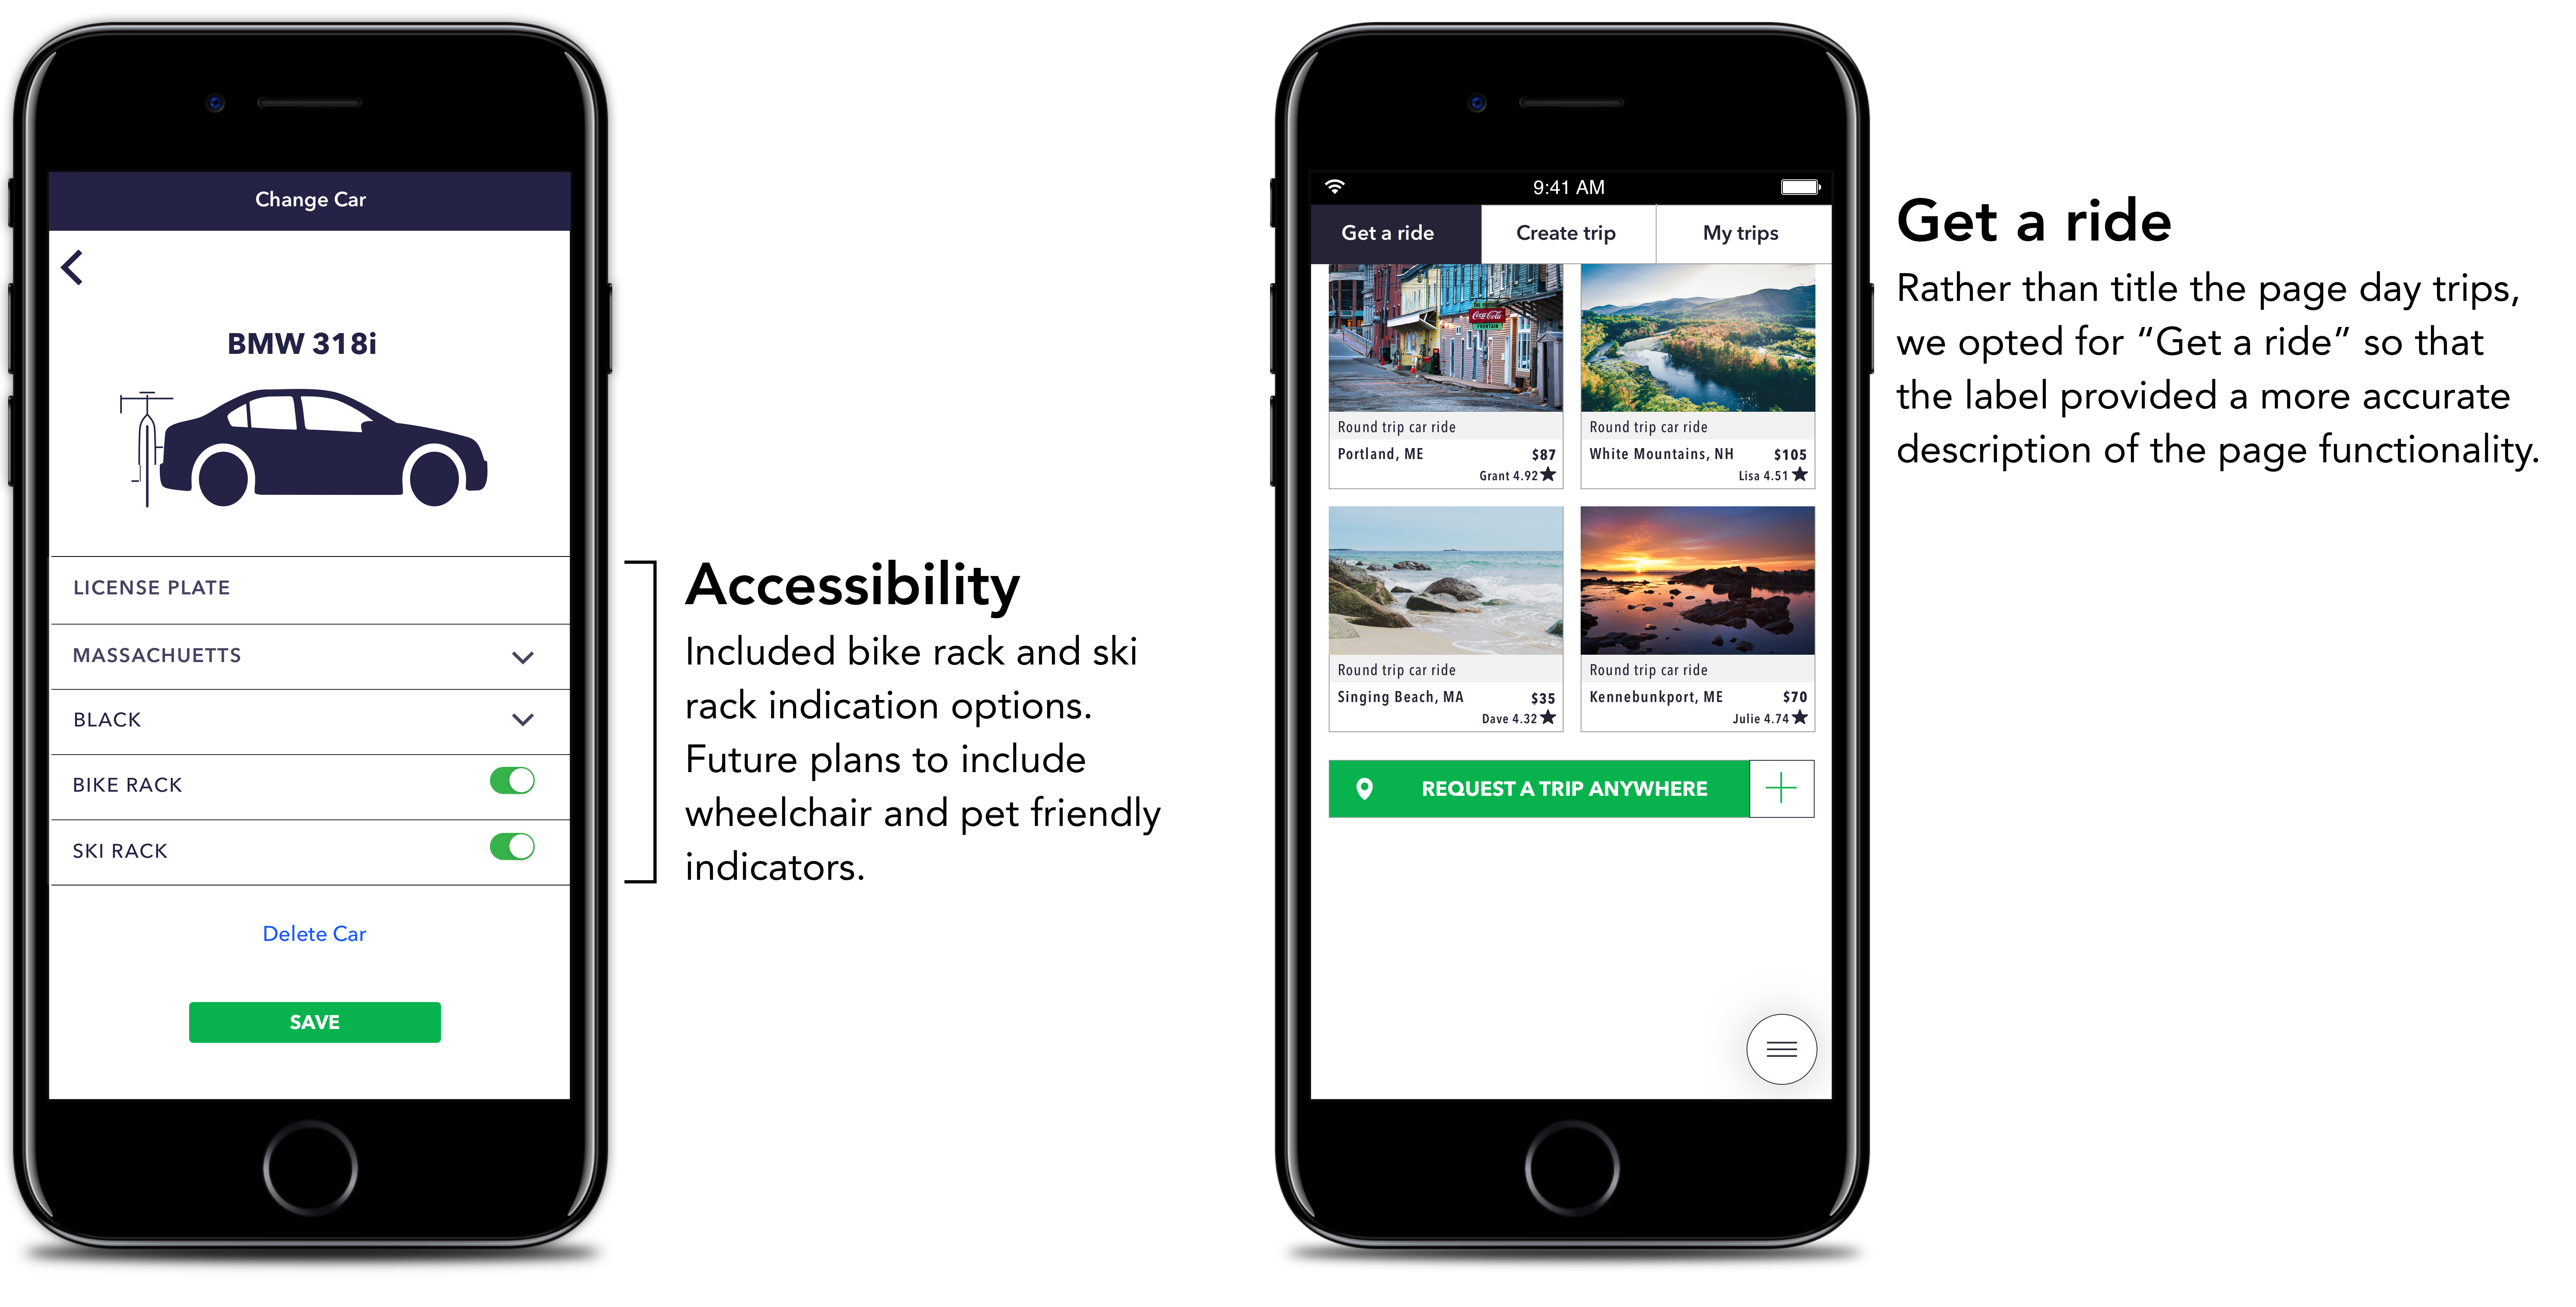 Change Car
BMW 318i
LICENSE PLATE
MASSACHUETTS
BLACK
BIKE RACK
SKI RACK
Delete Car
SAVE
Accessibility
Included bike rack and ski
rack indication options.
Future plans to include
wheelchair and pet friendly
indicators.
9:41 AM
Get a ride Create trip My trips
Coca-Cola
FOUNTAIN
Round trip car ride
Portland, ME $87
Grant 4.92
Round trip car ride
White Mountains, NH $105
Lisa 4.51
Round trip car ride
Singing Beach, MA $35
Dave 4.32
Round trip car ride
Kennebunkport, ME $70
Julie 4.74
REQUEST A TRIP ANYWHERE
Get a ride
Rather than title the page day trips,
we opted for “Get a ride” so that
the label provided a more accurate
description of the page functionality.